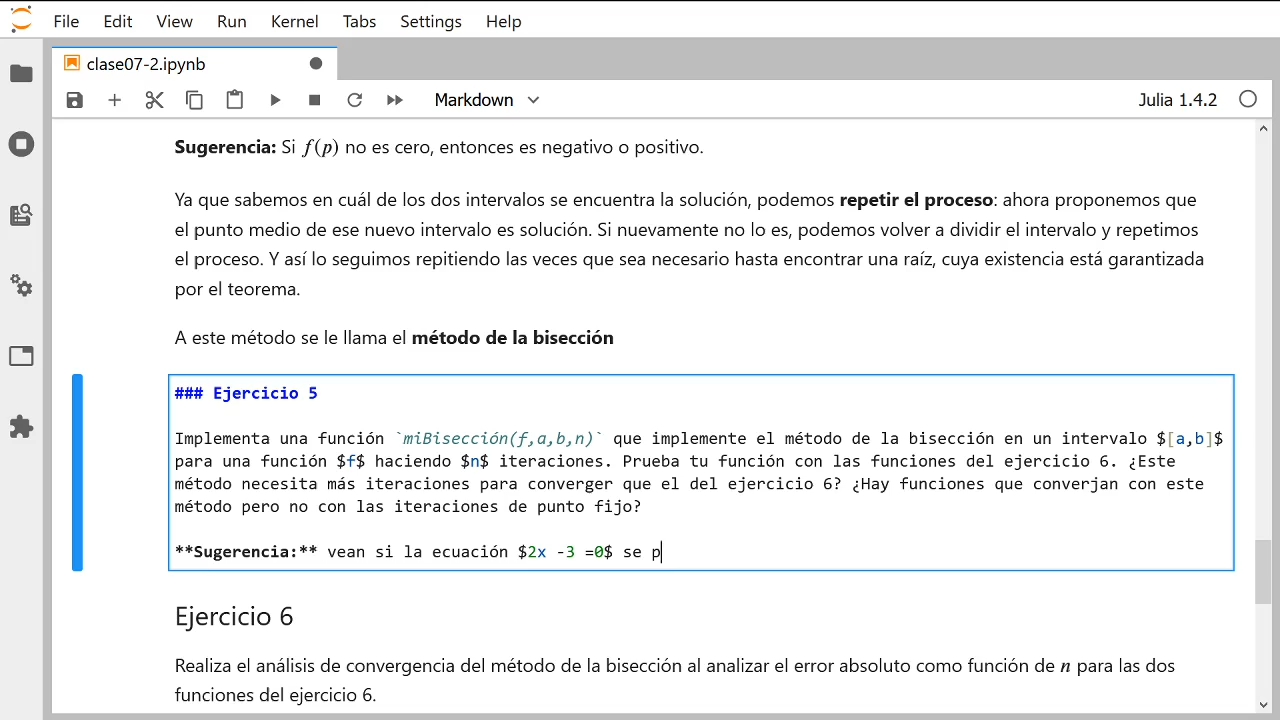 File Edit View Run Kernel Tabs Settings Help
clase07-2.ipynb
Markdown
Julia 1.4.2
Sugerencia: Si f(p) no es cero, entonces es negativo o positivo.
Ya que sabemos en cuál de los dos intervalos se encuentra la solución, podemos repetir el proceso: ahora proponemos que
el punto medio de ese nuevo intervalo es solución. Si nuevamente no lo es, podemos volver a dividir el intervalo y repetimos
el proceso. Y así lo seguimos repitiendo las veces que sea necesario hasta encontrar una raíz, cuya existencia está garantizada
por el teorema.
A este método se le llama el método de la bisección
### Ejercicio 5
Implementa una función `miBisección(f,a,b,n)` que implemente el método de la bisección en un intervalo $[a,b]$
para una función $f$ haciendo $n$ iteraciones. Prueba tu función con las funciones del ejercicio 6. ¿Este
método necesita más iteraciones para converger que el del ejercicio 6? ¿Hay funciones que converjan con este
método pero no con las iteraciones de punto fijo?
**Sugerencia:** vean si la ecuación $2x -3 =0$ se p
Ejercicio 6
Realiza el análisis de convergencia del método de la bisección al analizar el error absoluto como función de n para las dos
funciones del ejercicio 6.